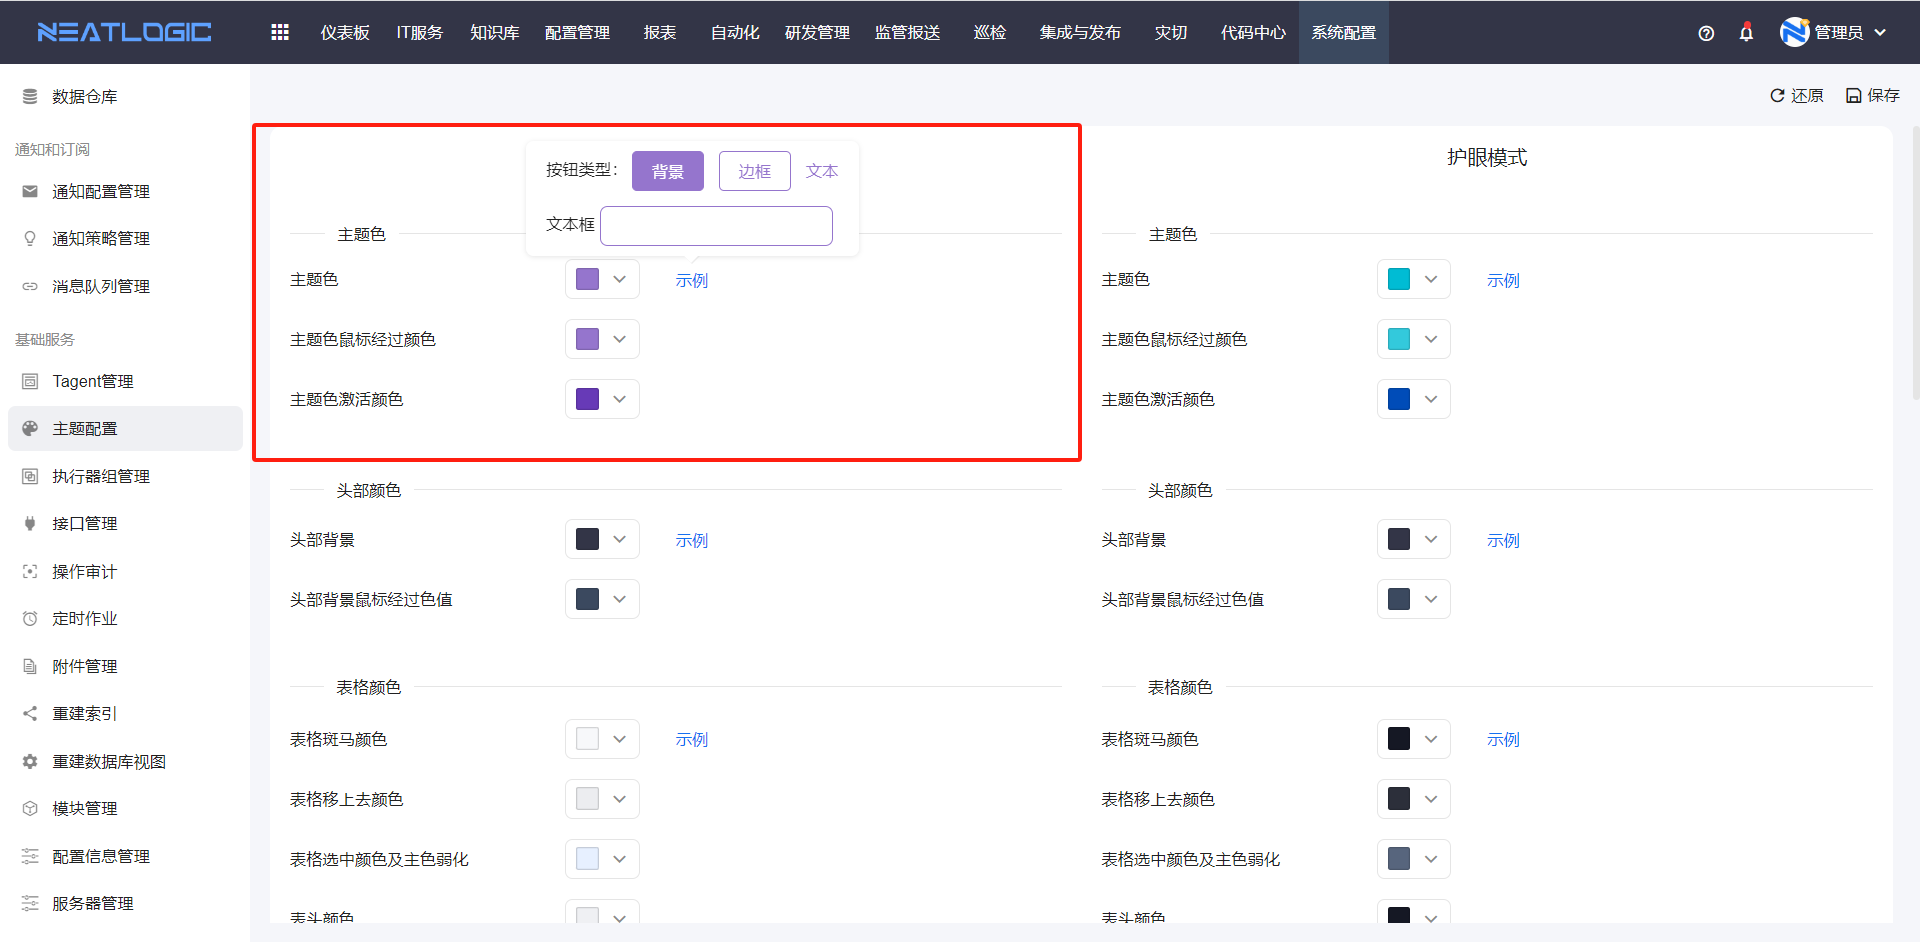 NEATLOGIC 仪表板 IT服务 知识库 配置管理 报表 自动化 研发管理 监管报送 巡检 集成与发布 灾切 代码中心 系统配置 管理员
还原 保存
数据仓库
通知和订阅
通知配置管理
通知策略管理
消息队列管理
基础服务
Tagent管理
主题配置
执行器组管理
接口管理
操作审计
定时作业
附件管理
重建索引
重建数据库视图
模块管理
配置信息管理
服务器管理
按钮类型： 背景 边框 文本
文本框
主题色
主题色 示例
主题色鼠标经过颜色
主题色激活颜色
头部颜色
头部背景 示例
头部背景鼠标经过色值
表格颜色
表格斑马颜色 示例
表格移上去颜色
表格选中颜色及主色弱化
表头颜色
护眼模式
主题色
主题色 示例
主题色鼠标经过颜色
主题色激活颜色
头部颜色
头部背景 示例
头部背景鼠标经过色值
表格颜色
表格斑马颜色 示例
表格移上去颜色
表格选中颜色及主色弱化
表头颜色